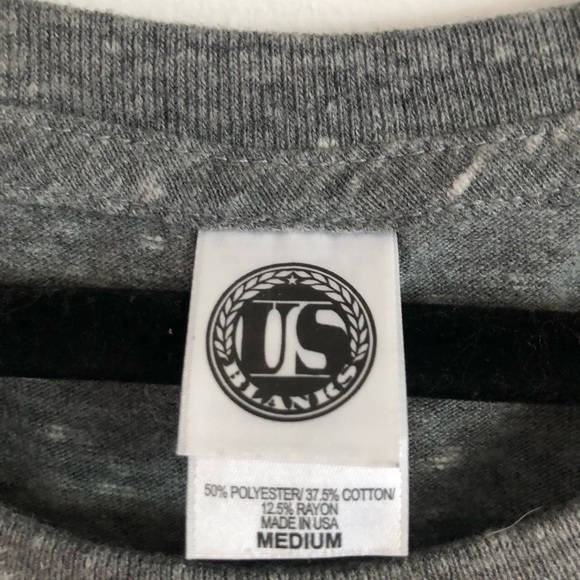 US
BLANKS
50% POLYESTER/ 37.5% COTTON/
12.5% RAYON
MADE IN USA
MEDIUM